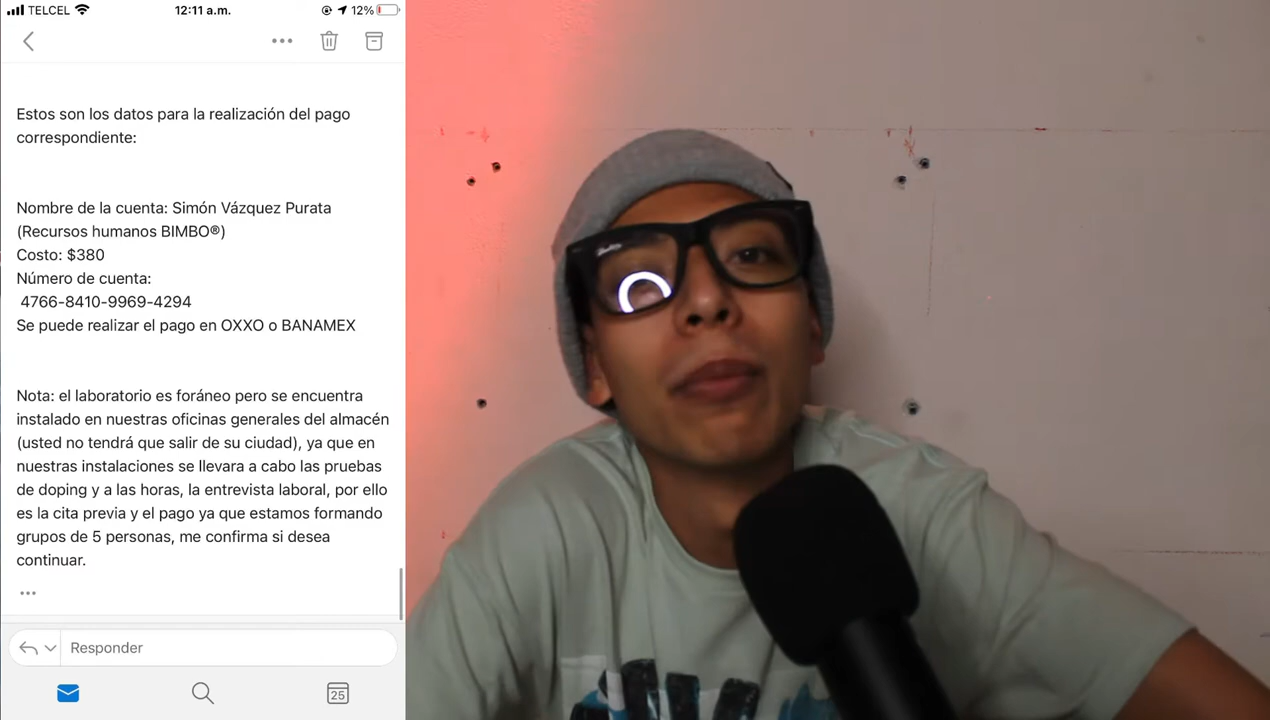 TELCEL
12:11 a.m.
12%
Estos son los datos para la realización del pago
correspondiente:
Nombre de la cuenta: Simón Vázquez Purata
(Recursos humanos BIMBO®)
Costo: $380
Número de cuenta:
4766-8410-9969-4294
Se puede realizar el pago en OXXO o BANAMEX
Nota: el laboratorio es foráneo pero se encuentra
instalado en nuestras oficinas generales del almacén
(usted no tendrá que salir de su ciudad), ya que en
nuestras instalaciones se llevara a cabo las pruebas
de doping y a las horas, la entrevista laboral, por ello
es la cita previa y el pago ya que estamos formando
grupos de 5 personas, me confirma si desea
continuar.
Responder
25